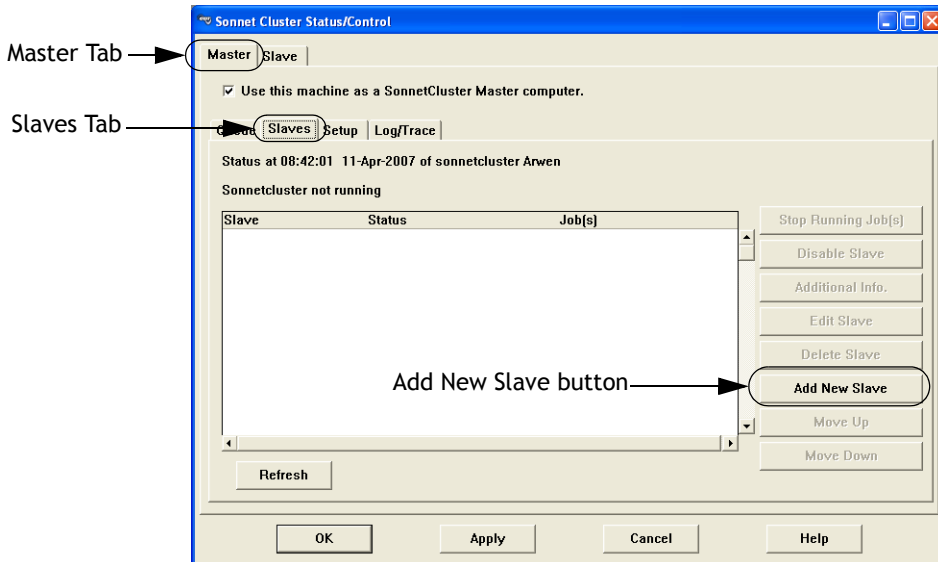 Sonnet Cluster Status/Control
Master Tab
Master Slave
Use this machine as a SonnetCluster Master computer.
Slaves Tab
Slaves Setup Log/Trace
Status at 08:42:01 11-Apr-2007 of sonnetcluster Arwen
Sonnetcluster not running
Slave Status Job(s)
Stop Running Job(s)
Disable Slave
Additional Info.
Edit Slave
Delete Slave
Add New Slave button
Add New Slave
Move Up
Move Down
Refresh
OK Apply Cancel Help